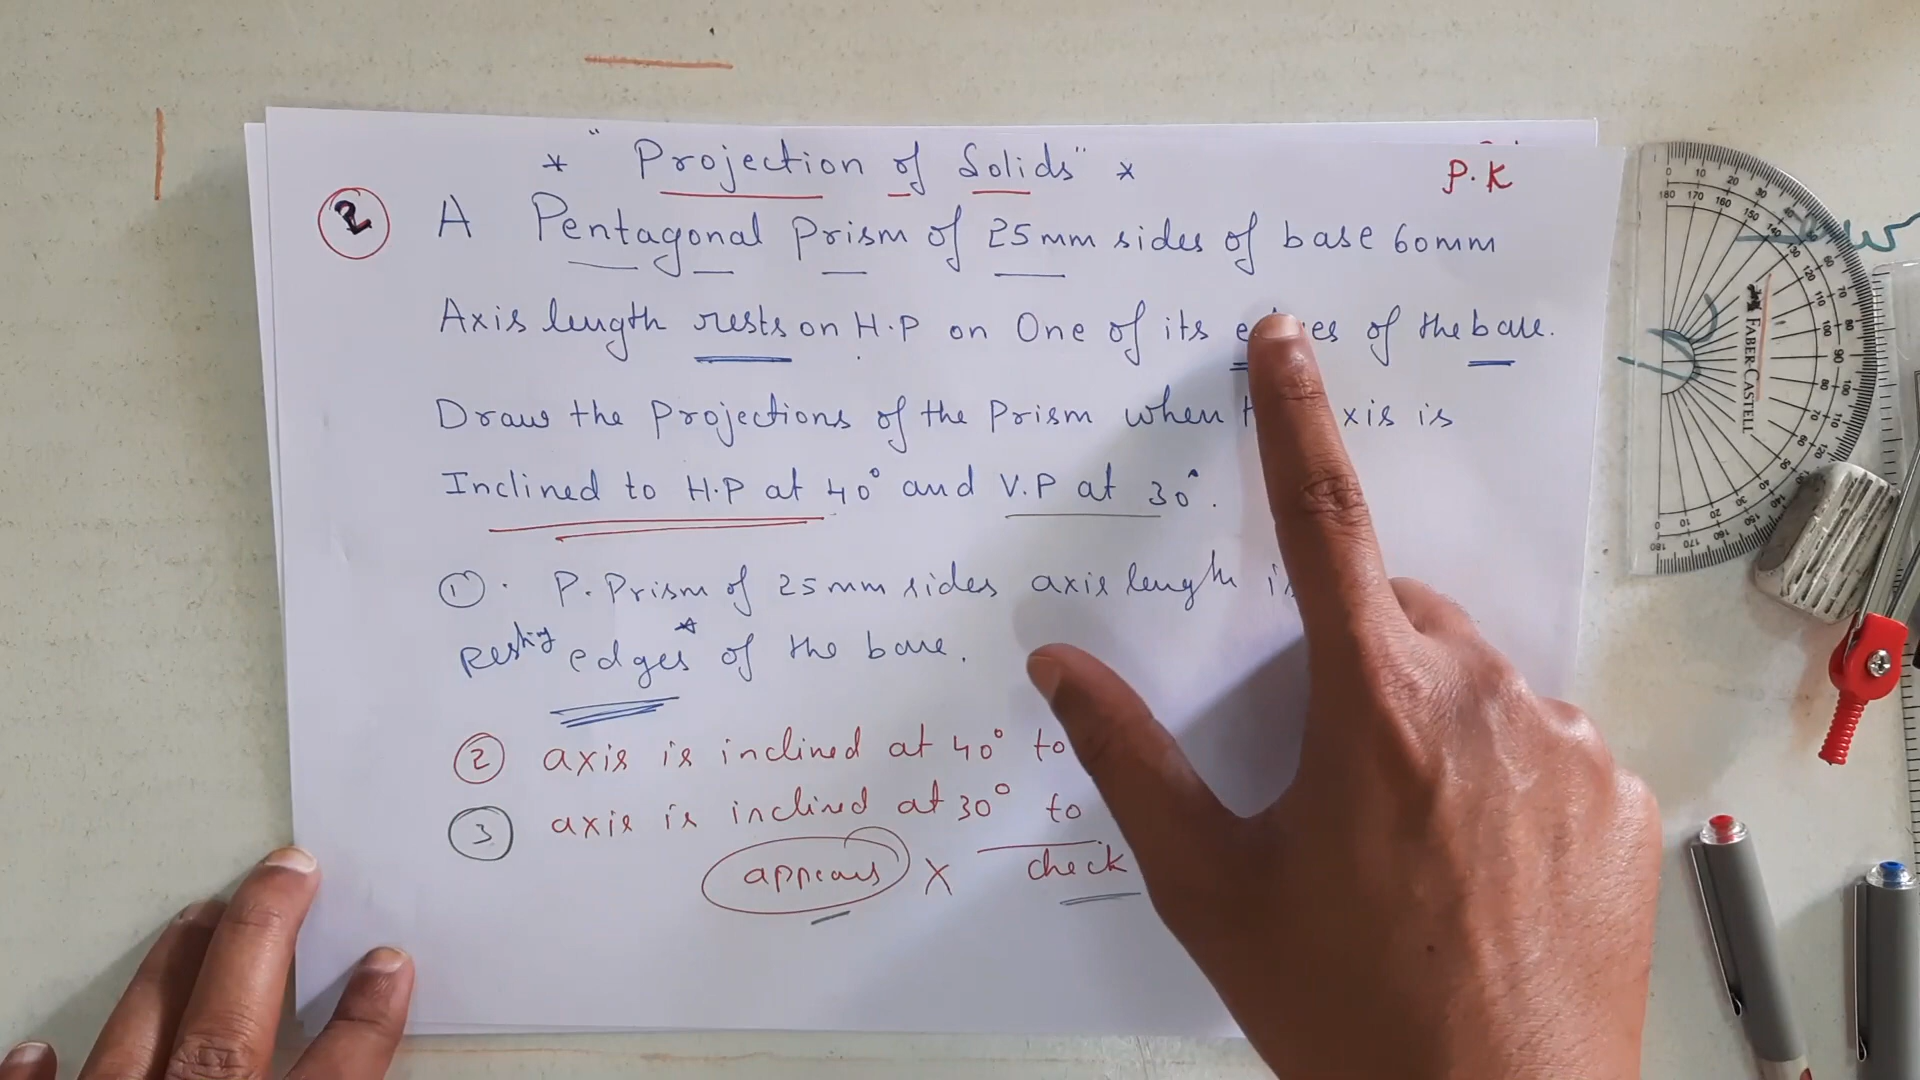 * "Projection of Solids" *
P.K
2 A Pentagonal Prism of 25mm sides of base 60mm
Axis length rests on H.P on One of its of the base.
Draw the Projections of the Prism when axis is
Inclined to H.P at 40° and V.P at 30°.
1 . P. Prism of 25mm sides axis length
Resting edges* of the base.
2 axis is inclined at 40° to
3 axis is inclined at 30° to
appears X check
FABER-CASTELL